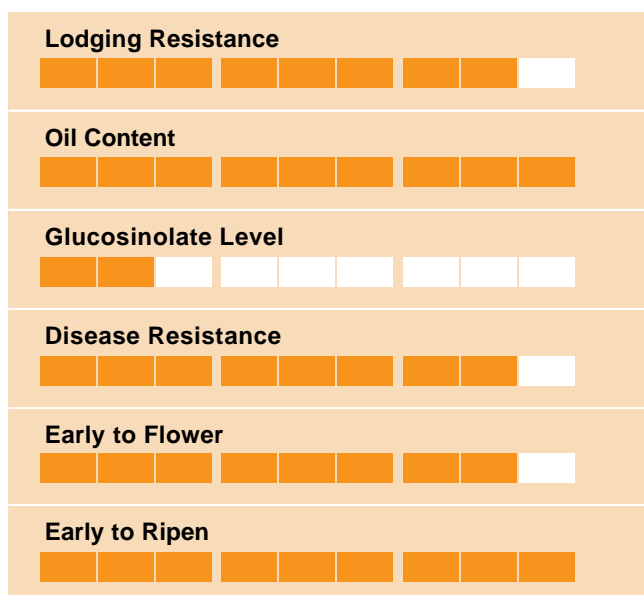 Lodging Resistance
Oil Content
Glucosinolate Level
Disease Resistance
Early to Flower
Early to Ripen